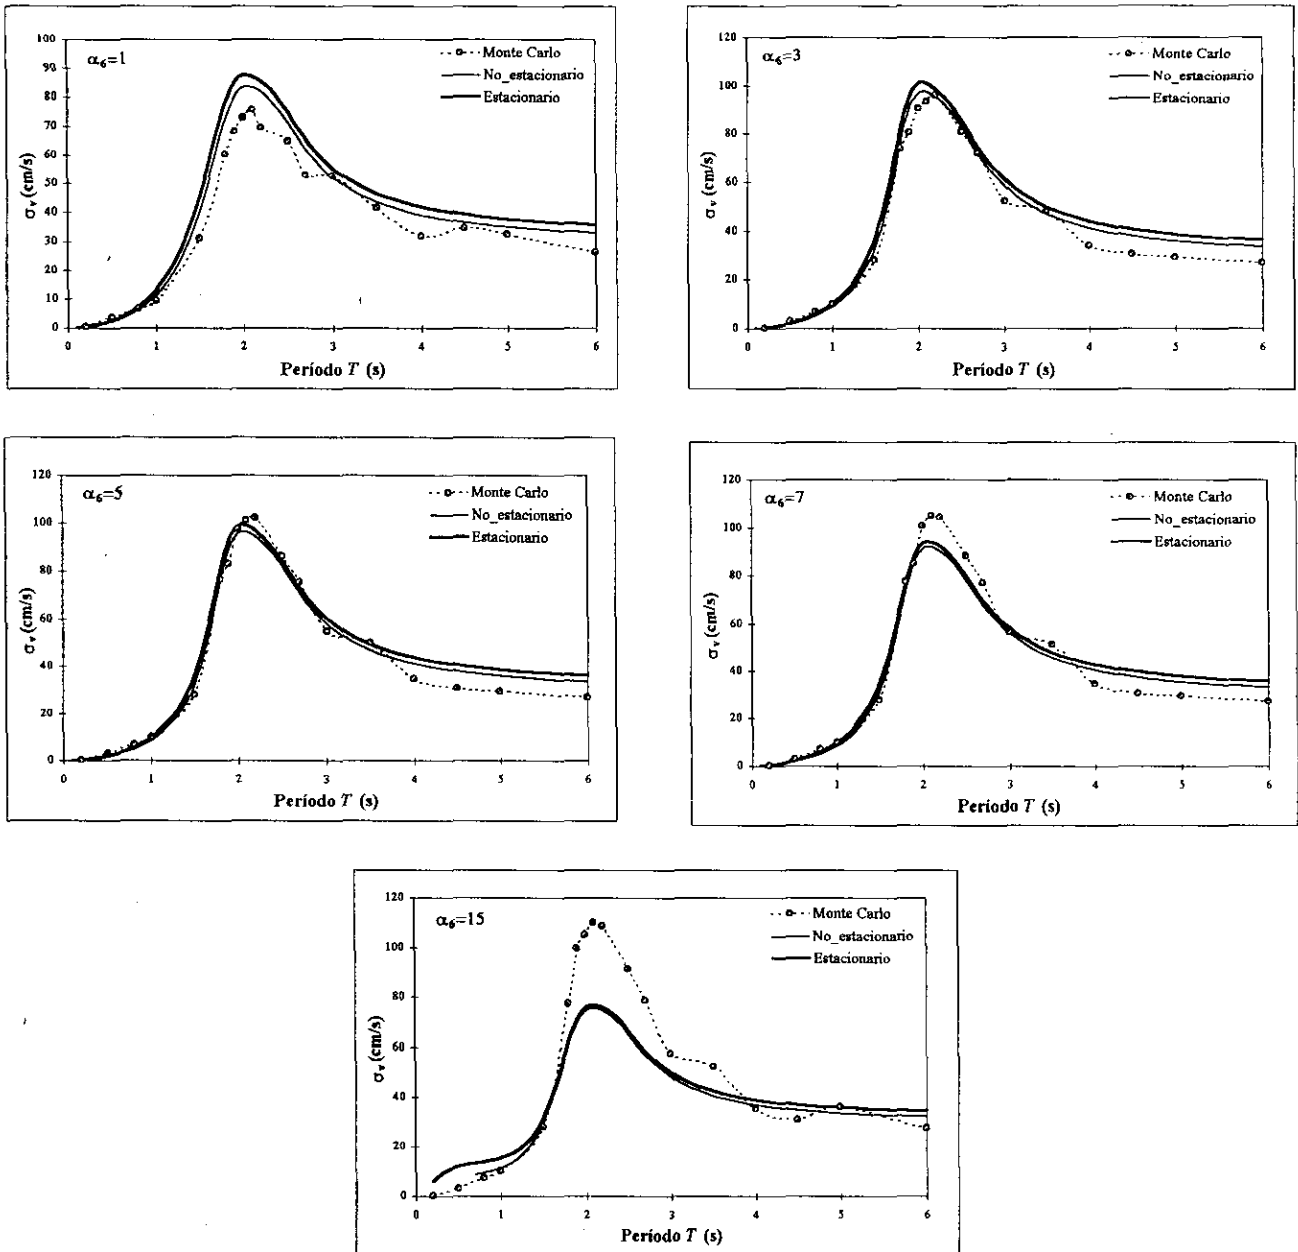 α₆=1
Monte Carlo
No_estacionario
Estacionario
100
90
80
70
60
50
40
30
20
10
0
σᵥ (cm/s)
0 1 2 3 4 5 6
Período T (s)
α₆=3
Monte Carlo
No_estacionario
Estacionario
120
100
80
60
40
20
0
σᵥ (cm/s)
0 1 2 3 4 5 6
Período T (s)
α₆=5
Monte Carlo
No_estacionario
Estacionario
120
100
80
60
40
20
0
σᵥ (cm/s)
0 1 2 3 4 5 6
Período T (s)
α₆=7
Monte Carlo
No_estacionario
Estacionario
120
100
80
60
40
20
0
σᵥ (cm/s)
0 1 2 3 4 5 6
Período T (s)
α₆=15
Monte Carlo
No_estacionario
Estacionario
120
100
80
60
40
20
0
σᵥ (cm/s)
0 1 2 3 4 5 6
Período T (s)